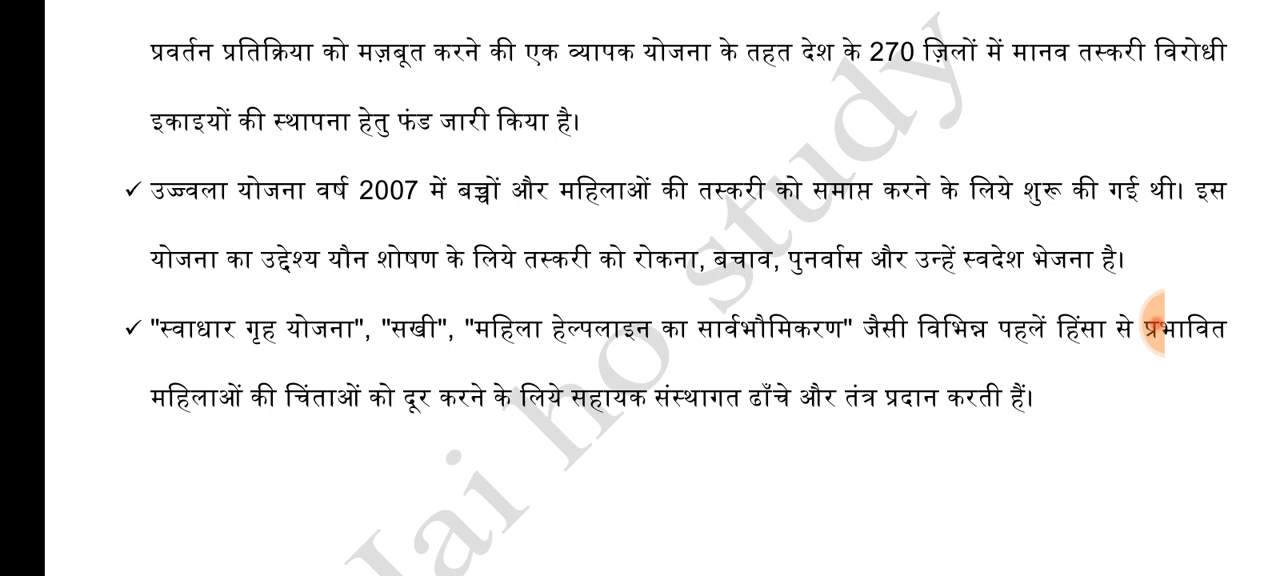 प्रवर्तन प्रतिक्रिया को मज़बूत करने की एक व्यापक योजना के तहत देश के 270 ज़िलों में मानव तस्करी विरोधी
इकाइयों की स्थापना हेतु फंड जारी किया है।
✓ उज्ज्वला योजना वर्ष 2007 में बच्चों और महिलाओं की तस्करी को समाप्त करने के लिये शुरू की गई थी। इस
योजना का उद्देश्य यौन शोषण के लिये तस्करी को रोकना, बचाव, पुनर्वास और उन्हें स्वदेश भेजना है।
✓ "स्वाधार गृह योजना", "सखी", "महिला हेल्पलाइन का सार्वभौमिकरण" जैसी विभिन्न पहलें हिंसा से प्रभावित
महिलाओं की चिंताओं को दूर करने के लिये सहायक संस्थागत ढाँचे और तंत्र प्रदान करती हैं।
Jai ho study